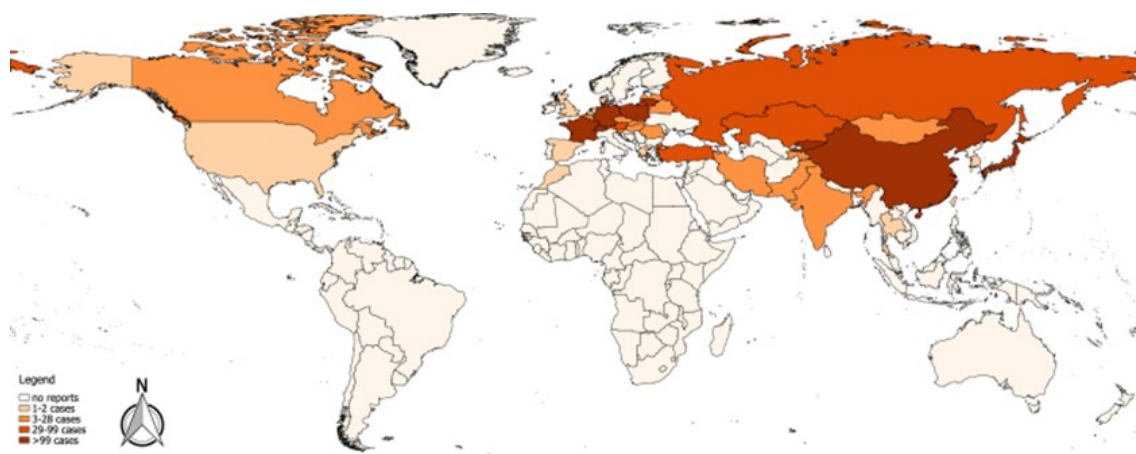 Legend
no reports
1-2 cases
3-28 cases
29-99 cases
>99 cases
N